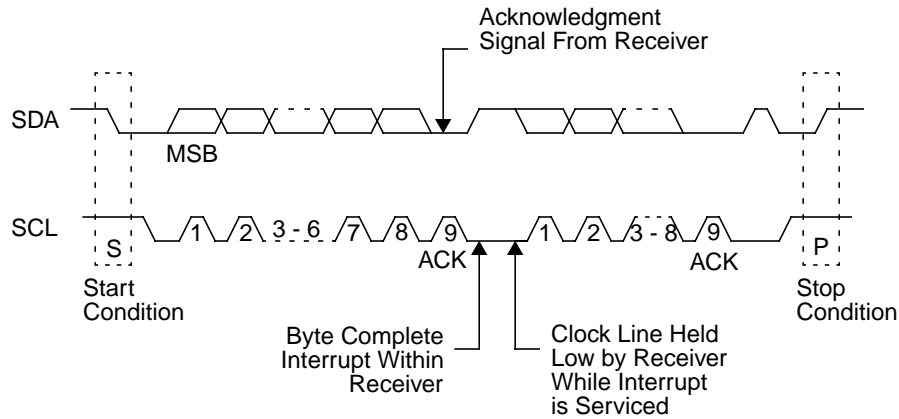 Acknowledgment
Signal From Receiver
SDA
MSB
SCL
S
1
2
3 - 6
7
8
9
1
2
3 - 8
9
P
ACK
ACK
Start
Condition
Stop
Condition
Byte Complete
Interrupt Within
Receiver
Clock Line Held
Low by Receiver
While Interrupt
is Serviced